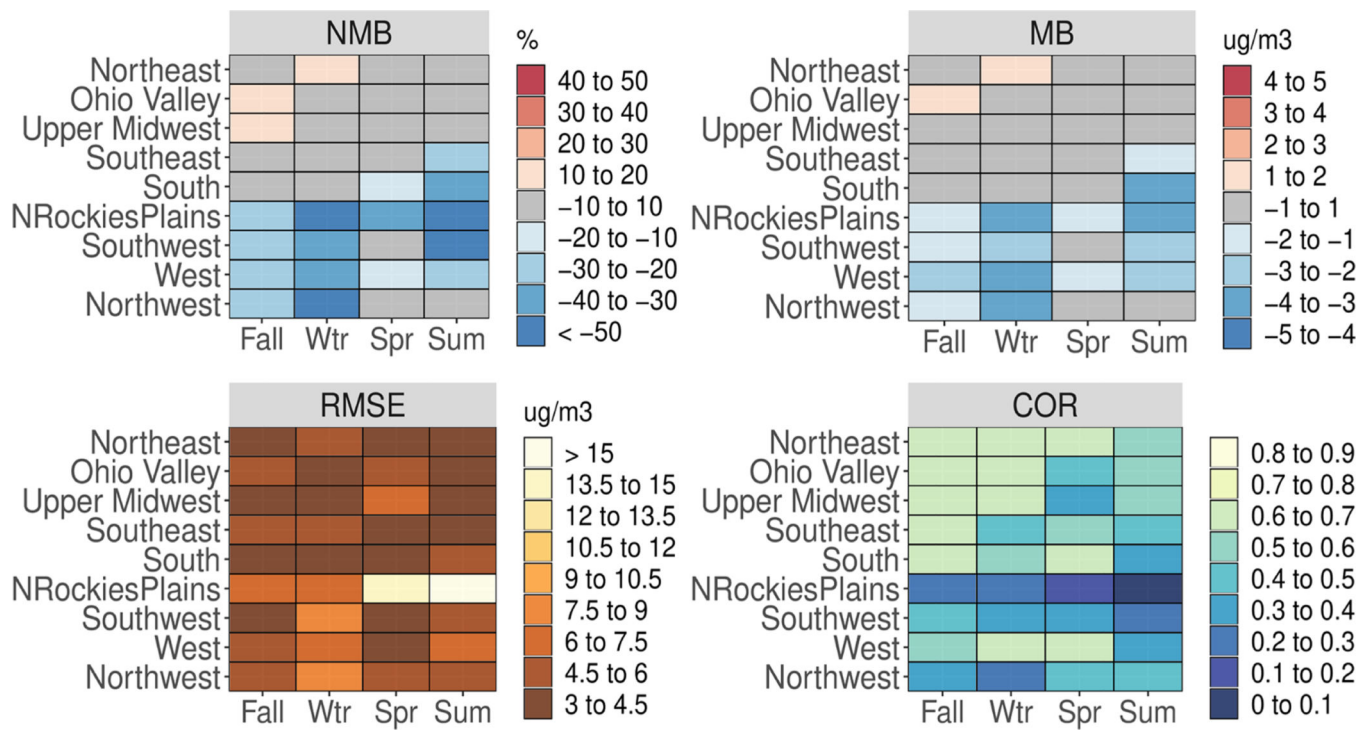 NMB
Northeast
Ohio Valley
Upper Midwest
Southeast
South
NRockiesPlains
Southwest
West
Northwest
Fall Wtr Spr Sum
%
40 to 50
30 to 40
20 to 30
10 to 20
−10 to 10
−20 to −10
−30 to −20
−40 to −30
< −50
MB
Northeast
Ohio Valley
Upper Midwest
Southeast
South
NRockiesPlains
Southwest
West
Northwest
Fall Wtr Spr Sum
ug/m3
4 to 5
3 to 4
2 to 3
1 to 2
−1 to 1
−2 to −1
−3 to −2
−4 to −3
−5 to −4
RMSE
Northeast
Ohio Valley
Upper Midwest
Southeast
South
NRockiesPlains
Southwest
West
Northwest
Fall Wtr Spr Sum
ug/m3
> 15
13.5 to 15
12 to 13.5
10.5 to 12
9 to 10.5
7.5 to 9
6 to 7.5
4.5 to 6
3 to 4.5
COR
Northeast
Ohio Valley
Upper Midwest
Southeast
South
NRockiesPlains
Southwest
West
Northwest
Fall Wtr Spr Sum
0.8 to 0.9
0.7 to 0.8
0.6 to 0.7
0.5 to 0.6
0.4 to 0.5
0.3 to 0.4
0.2 to 0.3
0.1 to 0.2
0 to 0.1